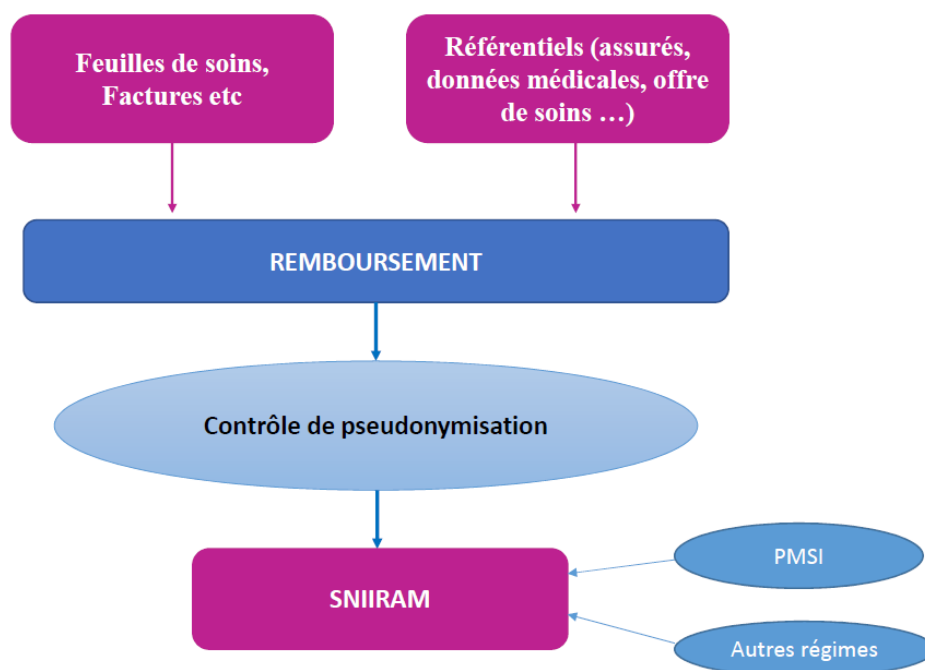 Feuilles de soins,
Factures etc
Référentiels (assurés,
données médicales, offre
de soins …)
REMBOURSEMENT
Contrôle de pseudonymisation
SNIIRAM
PMSI
Autres régimes